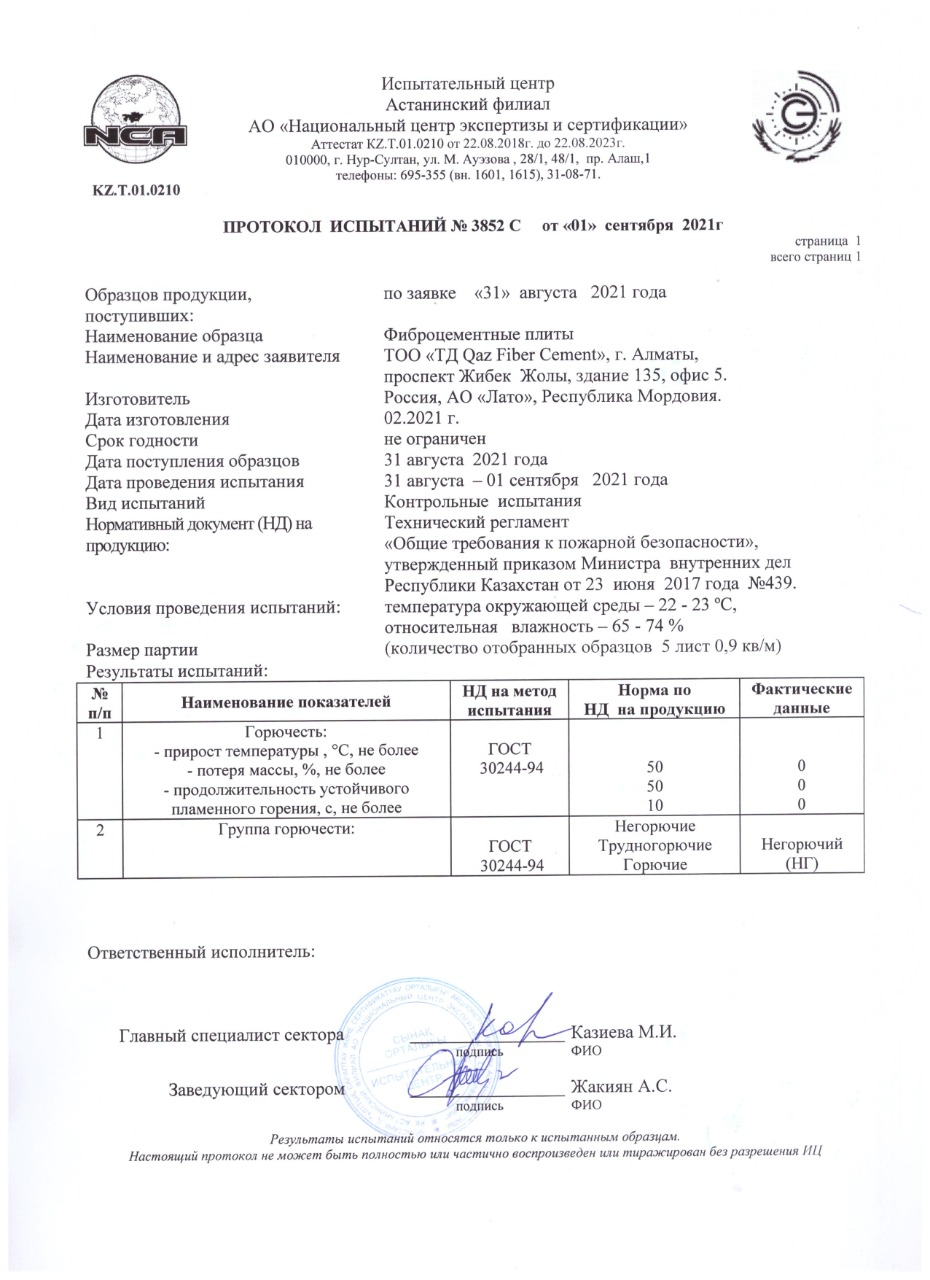 Испытательный центр
Астанинский филиал
АО «Национальный центр экспертизы и сертификации»
Аттестат KZ.T.01.0210 от 22.08.2018г. до 22.08.2023г.
010000, г. Нур-Султан, ул. М. Ауэзова , 28/1, 48/1, пр. Алаш,1
телефоны: 695-355 (вн. 1601, 1615), 31-08-71.
NCA
KZ.T.01.0210
ПРОТОКОЛ ИСПЫТАНИЙ № 3852 С от «01» сентября 2021г
страница 1
всего страниц 1
Образцов продукции, по заявке «31» августа 2021 года
поступивших:
Наименование образца Фиброцементные плиты
Наименование и адрес заявителя ТОО «ТД Qaz Fiber Cement», г. Алматы,
проспект Жибек Жолы, здание 135, офис 5.
Изготовитель Россия, АО «Лато», Республика Мордовия.
Дата изготовления 02.2021 г.
Срок годности не ограничен
Дата поступления образцов 31 августа 2021 года
Дата проведения испытания 31 августа – 01 сентября 2021 года
Вид испытаний Контрольные испытания
Нормативный документ (НД) на Технический регламент
продукцию: «Общие требования к пожарной безопасности»,
утвержденный приказом Министра внутренних дел
Республики Казахстан от 23 июня 2017 года №439.
Условия проведения испытаний: температура окружающей среды – 22 - 23 ºС,
относительная влажность – 65 - 74 %
Размер партии (количество отобранных образцов 5 лист 0,9 кв/м)
Результаты испытаний:
№ п/п Наименование показателей НД на метод испытания Норма по НД на продукцию Фактические данные
1 Горючесть:
- прирост температуры , °С, не более ГОСТ
- потеря массы, %, не более 30244-94 50 0
- продолжительность устойчивого 50 0
пламенного горения, с, не более 10 0
2 Группа горючести: Негорючие
ГОСТ Трудногорючие Негорючий
30244-94 Горючие (НГ)
Ответственный исполнитель:
СЫНАҚ
ОРТАЛЫҒЫ
ИСПЫТАТЕЛЬНЫЙ
ЦЕНТР
Главный специалист сектора Казиева М.И.
подпись ФИО
Заведующий сектором Жакиян А.С.
подпись ФИО
Результаты испытаний относятся только к испытанным образцам.
Настоящий протокол не может быть полностью или частично воспроизведен или тиражирован без разрешения ИЦ